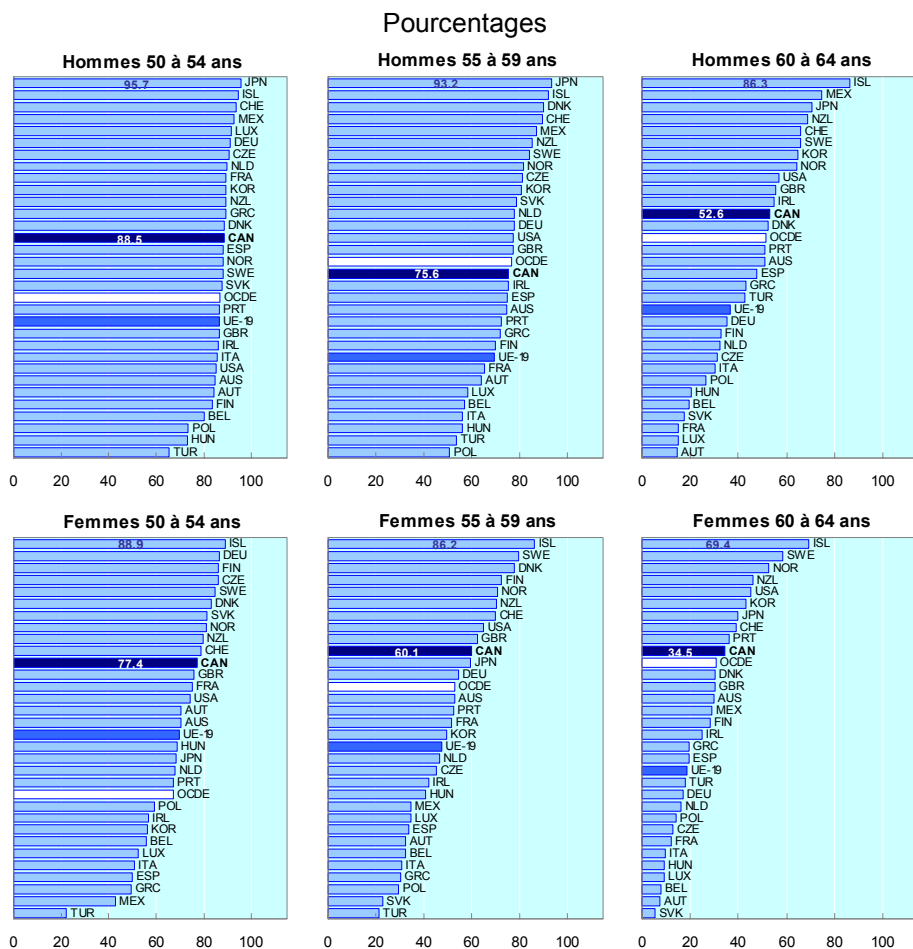 Pourcentages
Hommes 50 à 54 ans
95.7 JPN
ISL
CHE
MEX
LUX
DEU
CZE
NLD
FRA
KOR
NZL
GRC
DNK
88.5 CAN
ESP
NOR
SWE
SVK
OCDE
PRT
UE-19
GBR
IRL
ITA
USA
AUS
AUT
FIN
BEL
POL
HUN
TUR
0 20 40 60 80 100
Hommes 55 à 59 ans
93.2 JPN
ISL
DNK
CHE
MEX
NZL
SWE
NOR
CZE
KOR
SVK
NLD
DEU
USA
GBR
OCDE
75.6 CAN
IRL
ESP
AUS
PRT
GRC
FIN
UE-19
FRA
AUT
LUX
BEL
ITA
HUN
TUR
POL
0 20 40 60 80 100
Hommes 60 à 64 ans
86.3 ISL
MEX
JPN
NZL
CHE
SWE
KOR
NOR
USA
GBR
IRL
52.6 CAN
DNK
OCDE
PRT
AUS
ESP
GRC
TUR
UE-19
DEU
FIN
NLD
CZE
ITA
POL
HUN
BEL
SVK
FRA
LUX
AUT
0 20 40 60 80 100
Femmes 50 à 54 ans
88.9 ISL
DEU
FIN
CZE
SWE
DNK
SVK
NOR
NZL
CHE
77.4 CAN
GBR
FRA
USA
AUT
AUS
UE-19
HUN
JPN
NLD
PRT
OCDE
POL
IRL
KOR
BEL
LUX
ITA
ESP
GRC
MEX
TUR
0 20 40 60 80 100
Femmes 55 à 59 ans
86.2 ISL
SWE
DNK
FIN
NOR
NZL
CHE
USA
GBR
60.1 CAN
JPN
DEU
OCDE
AUS
PRT
FRA
KOR
UE-19
NLD
CZE
IRL
HUN
MEX
LUX
ESP
AUT
BEL
ITA
GRC
POL
SVK
TUR
0 20 40 60 80 100
Femmes 60 à 64 ans
69.4 ISL
SWE
NOR
NZL
USA
KOR
JPN
CHE
PRT
34.5 CAN
OCDE
DNK
GBR
AUS
MEX
FIN
IRL
GRC
ESP
UE-19
TUR
DEU
NLD
POL
CZE
FRA
ITA
HUN
LUX
BEL
AUT
SVK
0 20 40 60 80 100